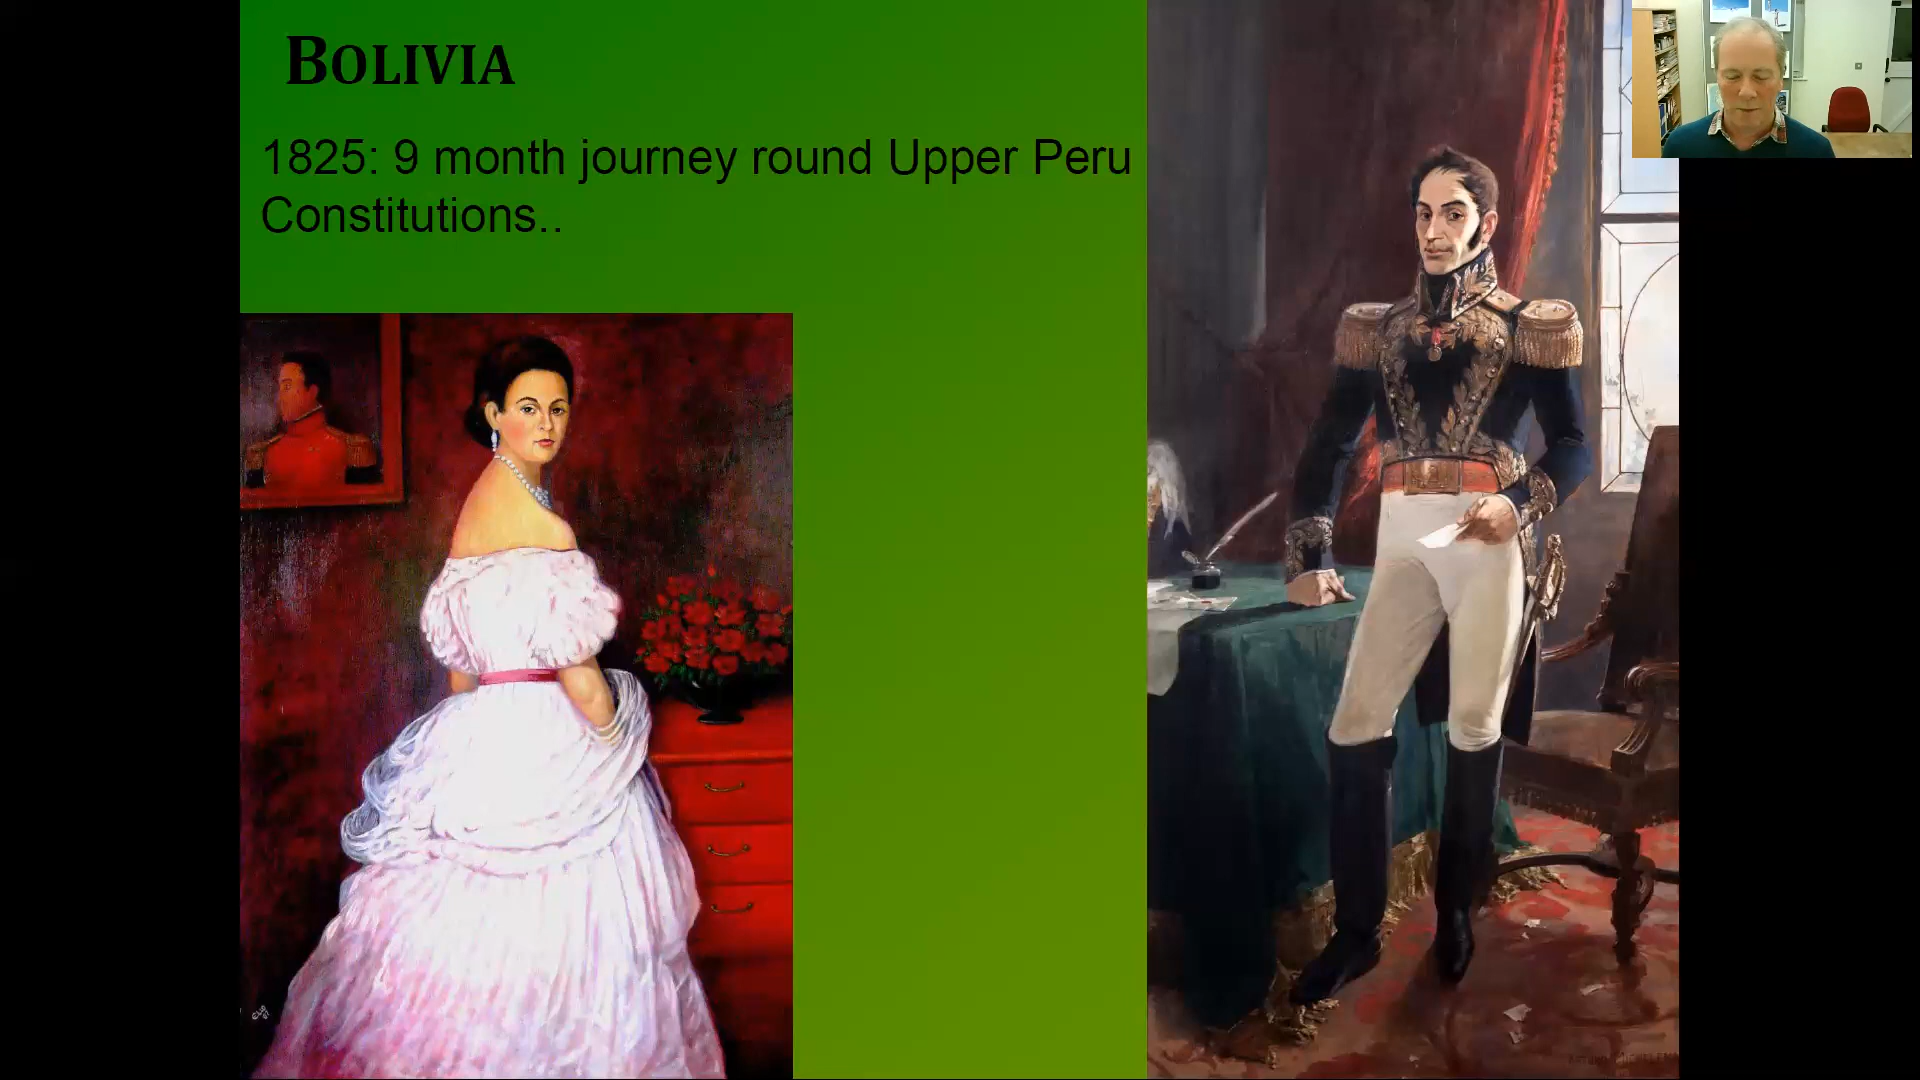 BOLIVIA
1825: 9 month journey round Upper Peru
Constitutions..